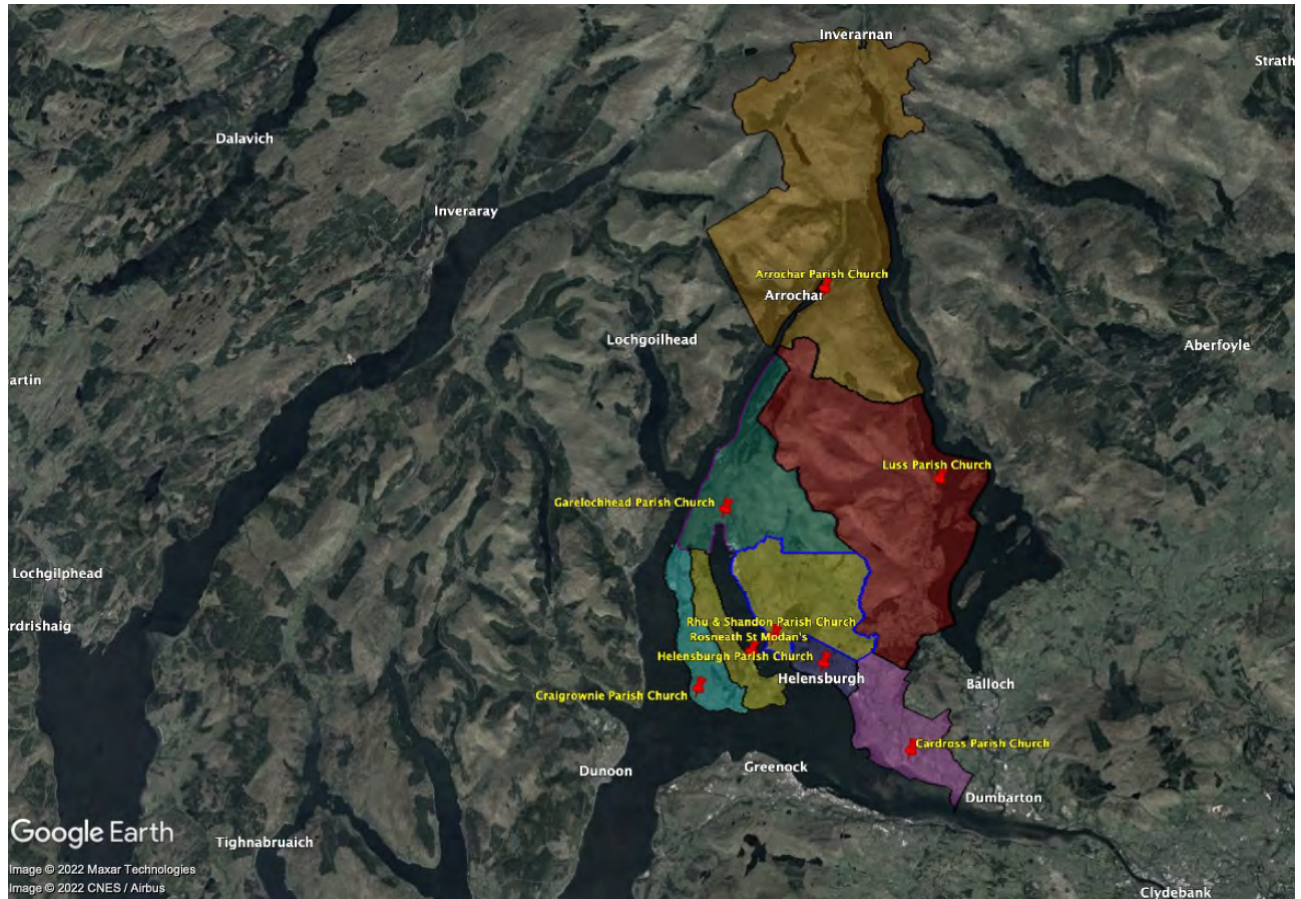 Inverarnan
Strath
Dalavich
Inveraray
Arrochar Parish Church
Arrochar
Lochgoilhead
Aberfoyle
artin
Luss Parish Church
Garelochhead Parish Church
Lochgilphead
rdrishaig
Rhu & Shandon Parish Church
Rosneath St Modan's
Helensburgh Parish Church
Helensburgh
Balloch
Craigrownie Parish Church
Cardross Parish Church
Dunoon
Greenock
Dumbarton
Google Earth
Tighnabruaich
Image © 2022 Maxar Technologies
Image © 2022 CNES / Airbus
Clydebank